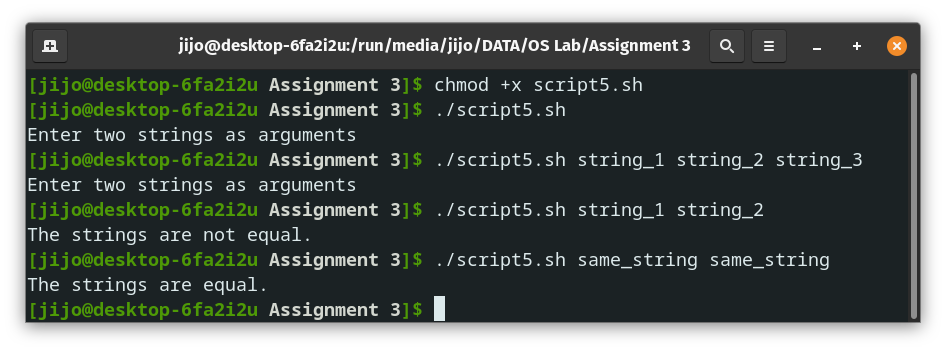 jijo@desktop-6fa2i2u:/run/media/jijo/DATA/OS Lab/Assignment 3
[jijo@desktop-6fa2i2u Assignment 3]$ chmod +x script5.sh
[jijo@desktop-6fa2i2u Assignment 3]$ ./script5.sh
Enter two strings as arguments
[jijo@desktop-6fa2i2u Assignment 3]$ ./script5.sh string_1 string_2 string_3
Enter two strings as arguments
[jijo@desktop-6fa2i2u Assignment 3]$ ./script5.sh string_1 string_2
The strings are not equal.
[jijo@desktop-6fa2i2u Assignment 3]$ ./script5.sh same_string same_string
The strings are equal.
[jijo@desktop-6fa2i2u Assignment 3]$